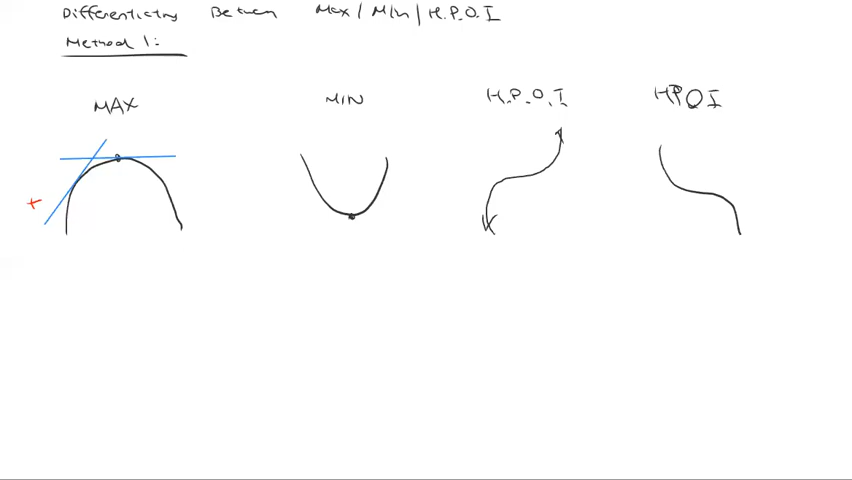 Differentiating Between Max / Min / H.P.O.I
Method 1:
MAX MIN H.P.O.I HPOI
+